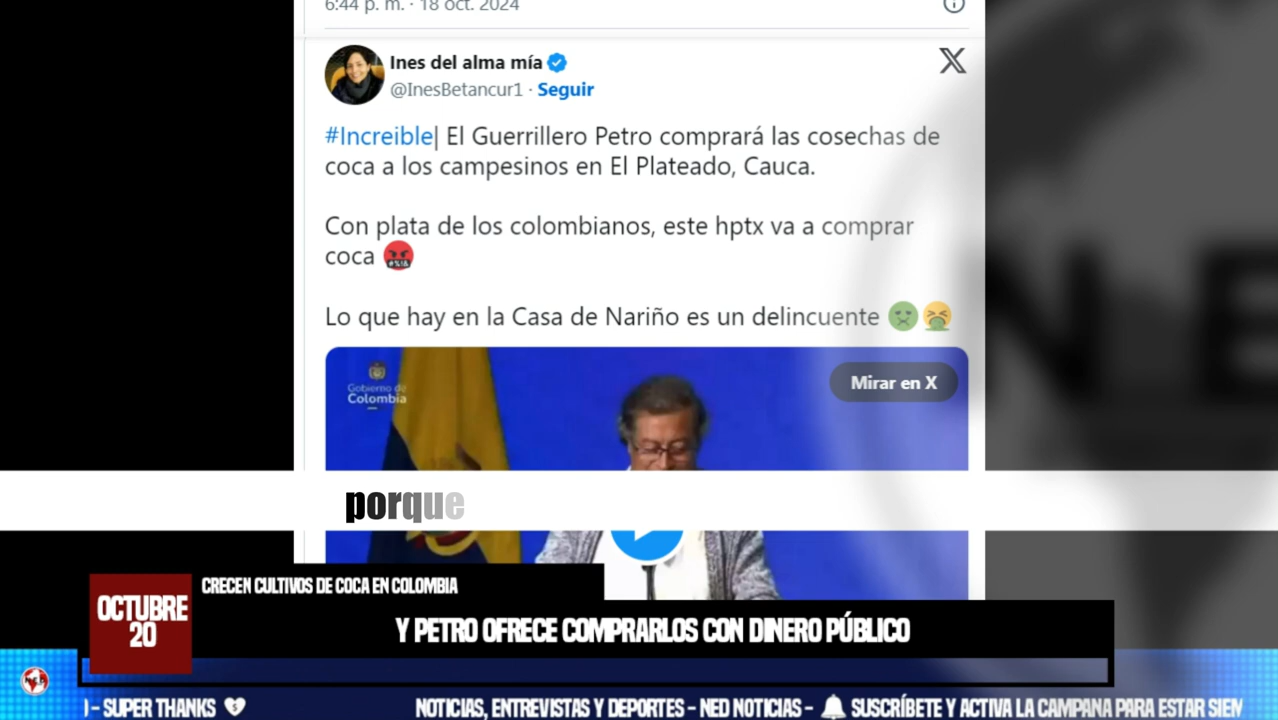 6:44 p. m. · 18 oct. 2024
Ines del alma mía
@InesBetancur1 · Seguir
#Increible| El Guerrillero Petro comprará las cosechas de
coca a los campesinos en El Plateado, Cauca.
Con plata de los colombianos, este hptx va a comprar
coca
Lo que hay en la Casa de Nariño es un delincuente
Gobierno de
Colombia
Mirar en X
NE
porque
CRECEN CULTIVOS DE COCA EN COLOMBIA
OCTUBRE
20
Y PETRO OFRECE COMPRARLOS CON DINERO PÚBLICO
- SUPER THANKS
NOTICIAS, ENTREVISTAS Y DEPORTES - NED NOTICIAS -
SUSCRÍBETE Y ACTIVA LA CAMPANA PARA ESTAR SIEM